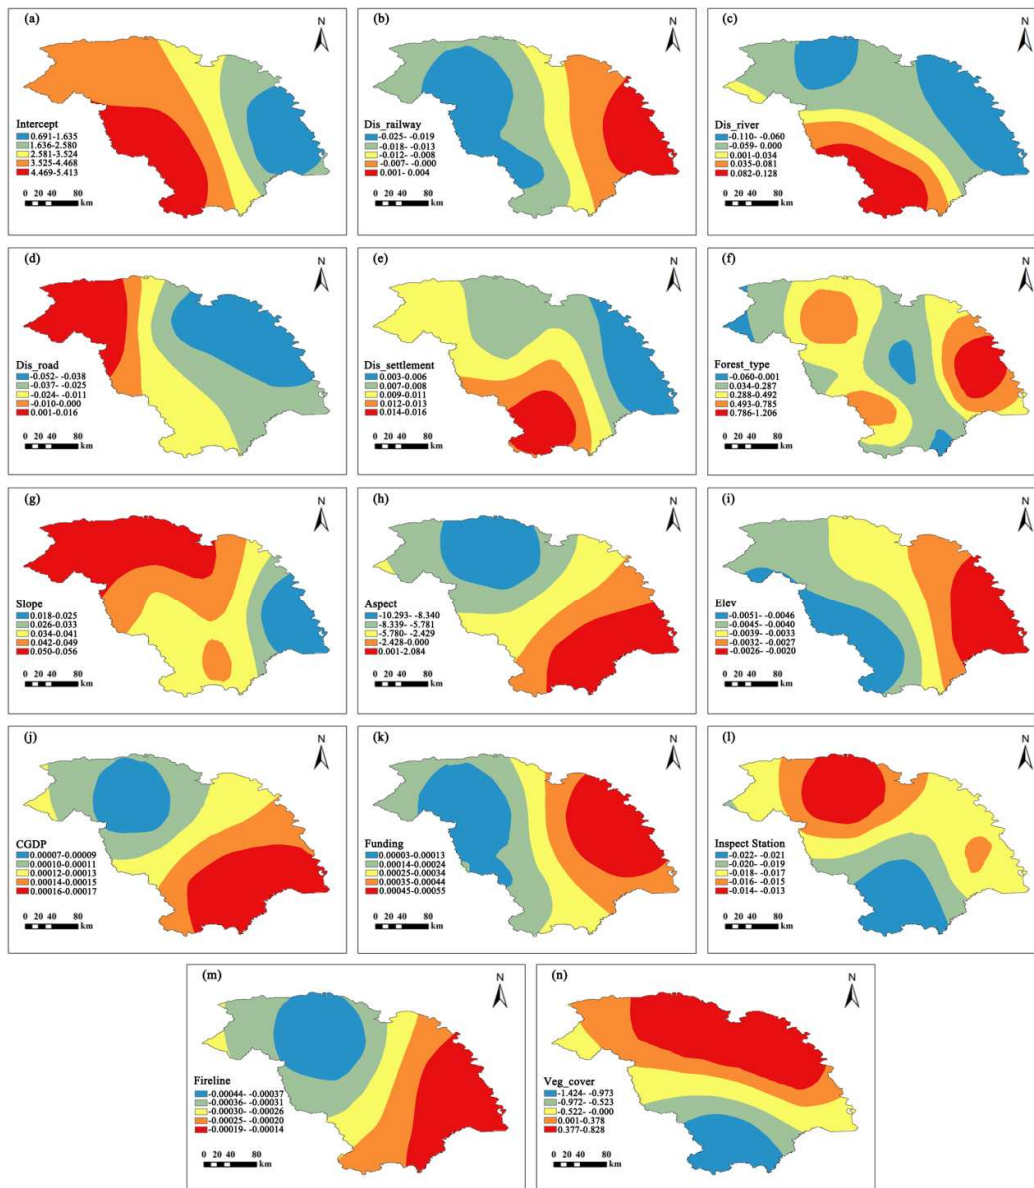 (a)
N
Intercept
0.691-1.635
1.636-2.580
2.581-3.524
3.525-4.468
4.469-5.413
0 20 40 80
km
(b)
N
Dis_railway
-0.025- -0.019
-0.018- -0.013
-0.012- -0.008
-0.007- -0.000
0.001- 0.004
0 20 40 80
km
(c)
N
Dis_river
-0.110- -0.060
-0.059- 0.000
0.001-0.034
0.035-0.081
0.082-0.128
0 20 40 80
km
(d)
N
Dis_road
-0.052- -0.038
-0.037- -0.025
-0.024- -0.011
-0.010-0.000
0.001-0.016
0 20 40 80
km
(e)
N
Dis_settlement
0.003-0.006
0.007-0.008
0.009-0.011
0.012-0.013
0.014-0.016
0 20 40 80
km
(f)
N
Forest_type
-0.060-0.001
0.034-0.287
0.288-0.492
0.493-0.785
0.786-1.206
0 20 40 80
km
(g)
N
Slope
0.018-0.025
0.026-0.033
0.034-0.041
0.042-0.049
0.050-0.056
0 20 40 80
km
(h)
N
Aspect
-10.293- -8.340
-8.339- -5.781
-5.780- -2.429
-2.428-0.000
0.001-2.084
0 20 40 80
km
(i)
N
Elev
-0.0051- -0.0046
-0.0045- -0.0040
-0.0039- -0.0033
-0.0032- -0.0027
-0.0026- -0.0020
0 20 40 80
km
(j)
N
CGDP
0.00007-0.00009
0.00010-0.00011
0.00012-0.00013
0.00014-0.00015
0.00016-0.00017
0 20 40 80
km
(k)
N
Funding
0.00003-0.00013
0.00014-0.00024
0.00025-0.00034
0.00035-0.00044
0.00045-0.00055
0 20 40 80
km
(l)
N
Inspect Station
-0.022- -0.021
-0.020- -0.019
-0.018- -0.017
-0.016- -0.015
-0.014- -0.013
0 20 40 80
km
(m)
N
Fireline
-0.00044- -0.00037
-0.00036- -0.00031
-0.00030- -0.00026
-0.00025- -0.00020
-0.00019- -0.00014
0 20 40 80
km
(n)
N
Veg_cover
-1.424- -0.973
-0.972- -0.523
-0.522- -0.000
0.001-0.378
0.377-0.828
0 20 40 80
km